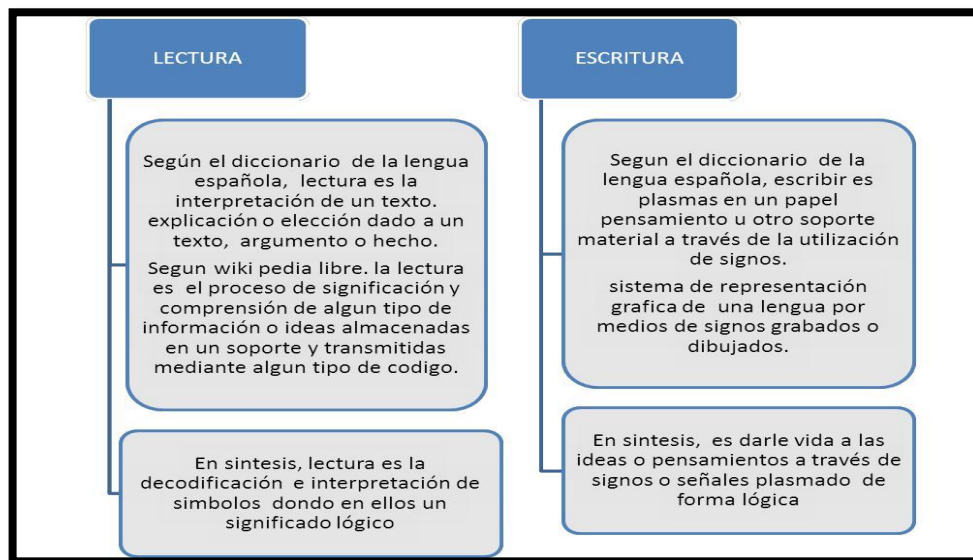 LECTURA
Según el diccionario de la lengua
española, lectura es la
interpretación de un texto.
explicación o elección dado a un
texto, argumento o hecho.
Segun wiki pedia libre. la lectura
es el proceso de significación y
comprensión de algun tipo de
información o ideas almacenadas
en un soporte y transmitidas
mediante algun tipo de codigo.
En sintesis, lectura es la
decodificación e interpretación de
simbolos dondo en ellos un
significado lógico
ESCRITURA
Segun el diccionario de la
lengua española, escribir es
plasmas en un papel
pensamiento u otro soporte
material a través de la utilización
de signos.
sistema de representación
grafica de una lengua por
medios de signos grabados o
dibujados.
En sintesis, es darle vida a las
ideas o pensamientos a través de
signos o señales plasmado de
forma lógica